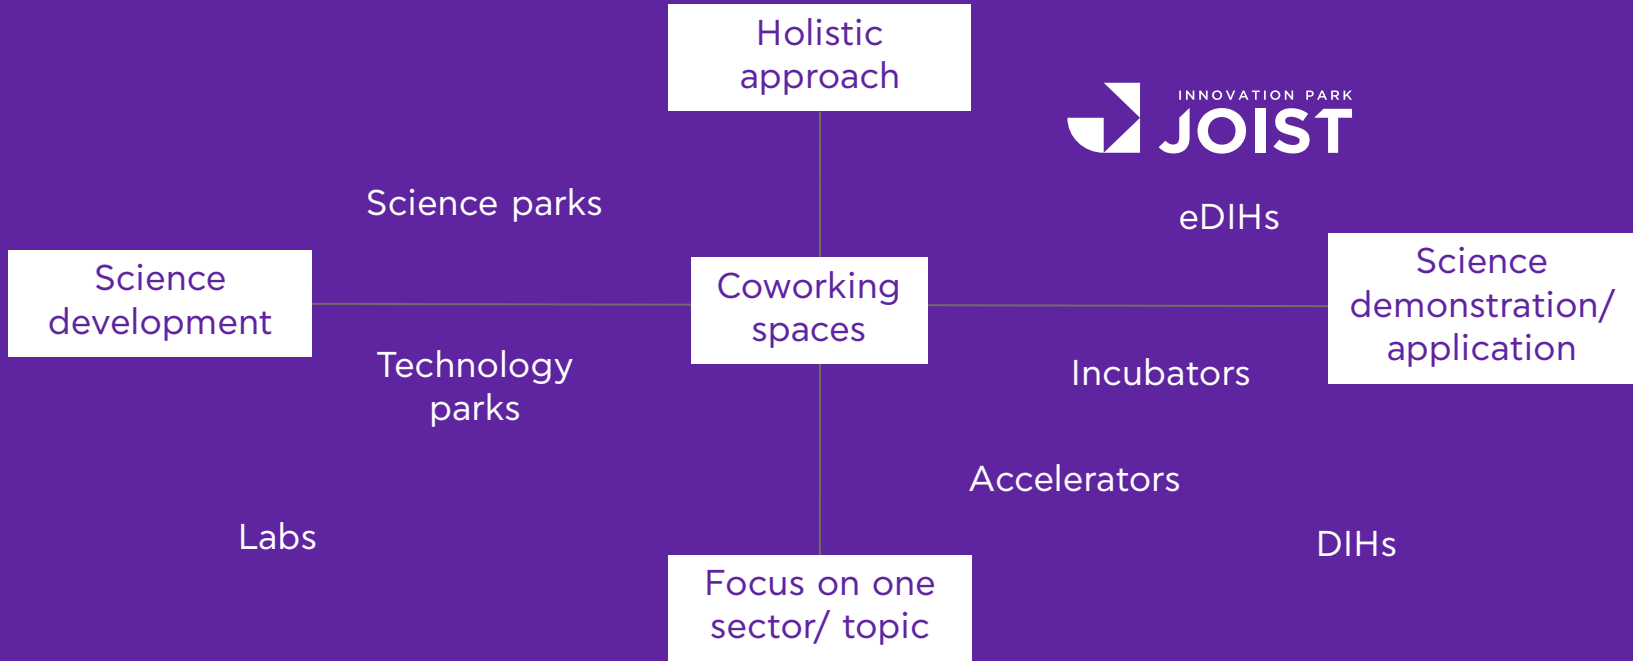 Holistic
approach
INNOVATION PARK
JOIST
Science parks
eDIHs
Science
development
Coworking
spaces
Science
demonstration/
application
Technology
parks
Incubators
Accelerators
Labs
DIHs
Focus on one
sector/ topic